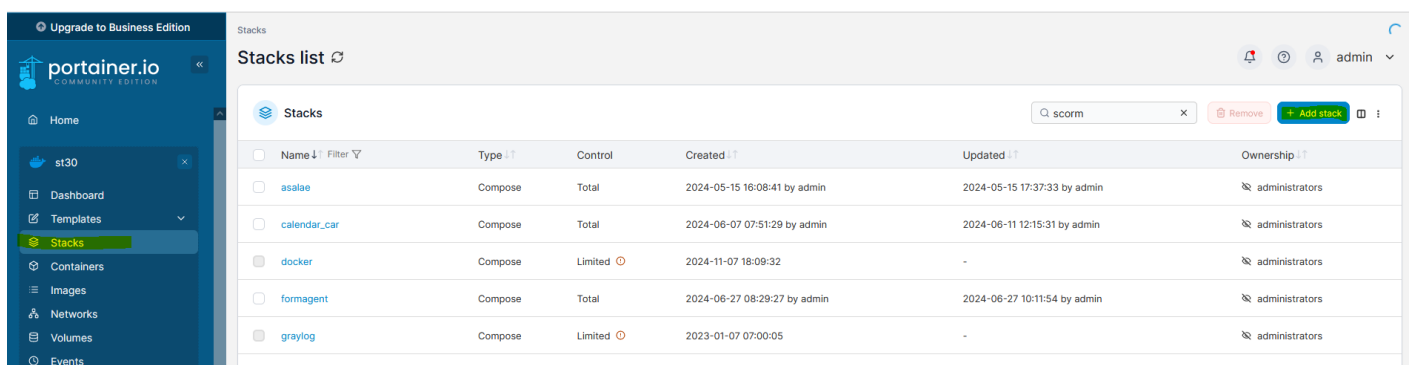 Upgrade to Business Edition
portainer.io
COMMUNITY EDITION
Home
st30
Dashboard
Templates
Stacks
Containers
Images
Networks
Volumes
Events
Stacks
Stacks list
admin
Stacks
scorm
Remove
+ Add stack
Name Filter Type Control Created Updated Ownership
asalae Compose Total 2024-05-15 16:08:41 by admin 2024-05-15 17:37:33 by admin administrators
calendar_car Compose Total 2024-06-07 07:51:29 by admin 2024-06-11 12:15:31 by admin administrators
docker Compose Limited 2024-11-07 18:09:32 - administrators
formagent Compose Total 2024-06-27 08:29:27 by admin 2024-06-27 10:11:54 by admin administrators
graylog Compose Limited 2023-01-07 07:00:05 - administrators